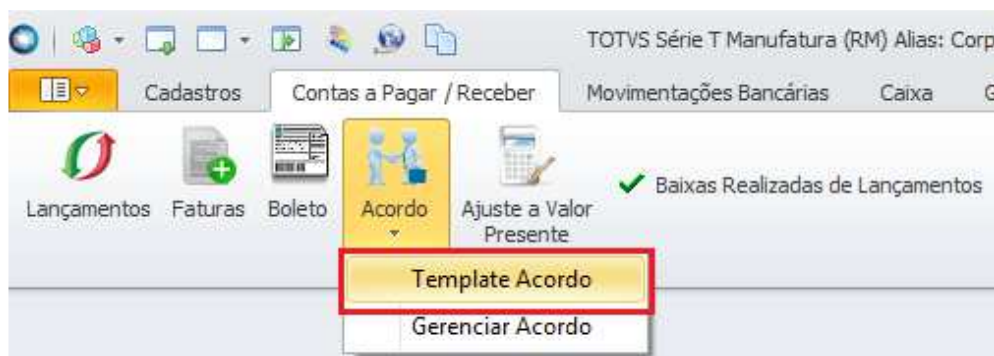 TOTVS Série T Manufatura (RM) Alias: Corp
Cadastros Contas a Pagar / Receber Movimentações Bancárias Caixa G
Lançamentos Faturas Boleto Acordo Ajuste a Valor Presente Baixas Realizadas de Lançamentos
Template Acordo
Gerenciar Acordo